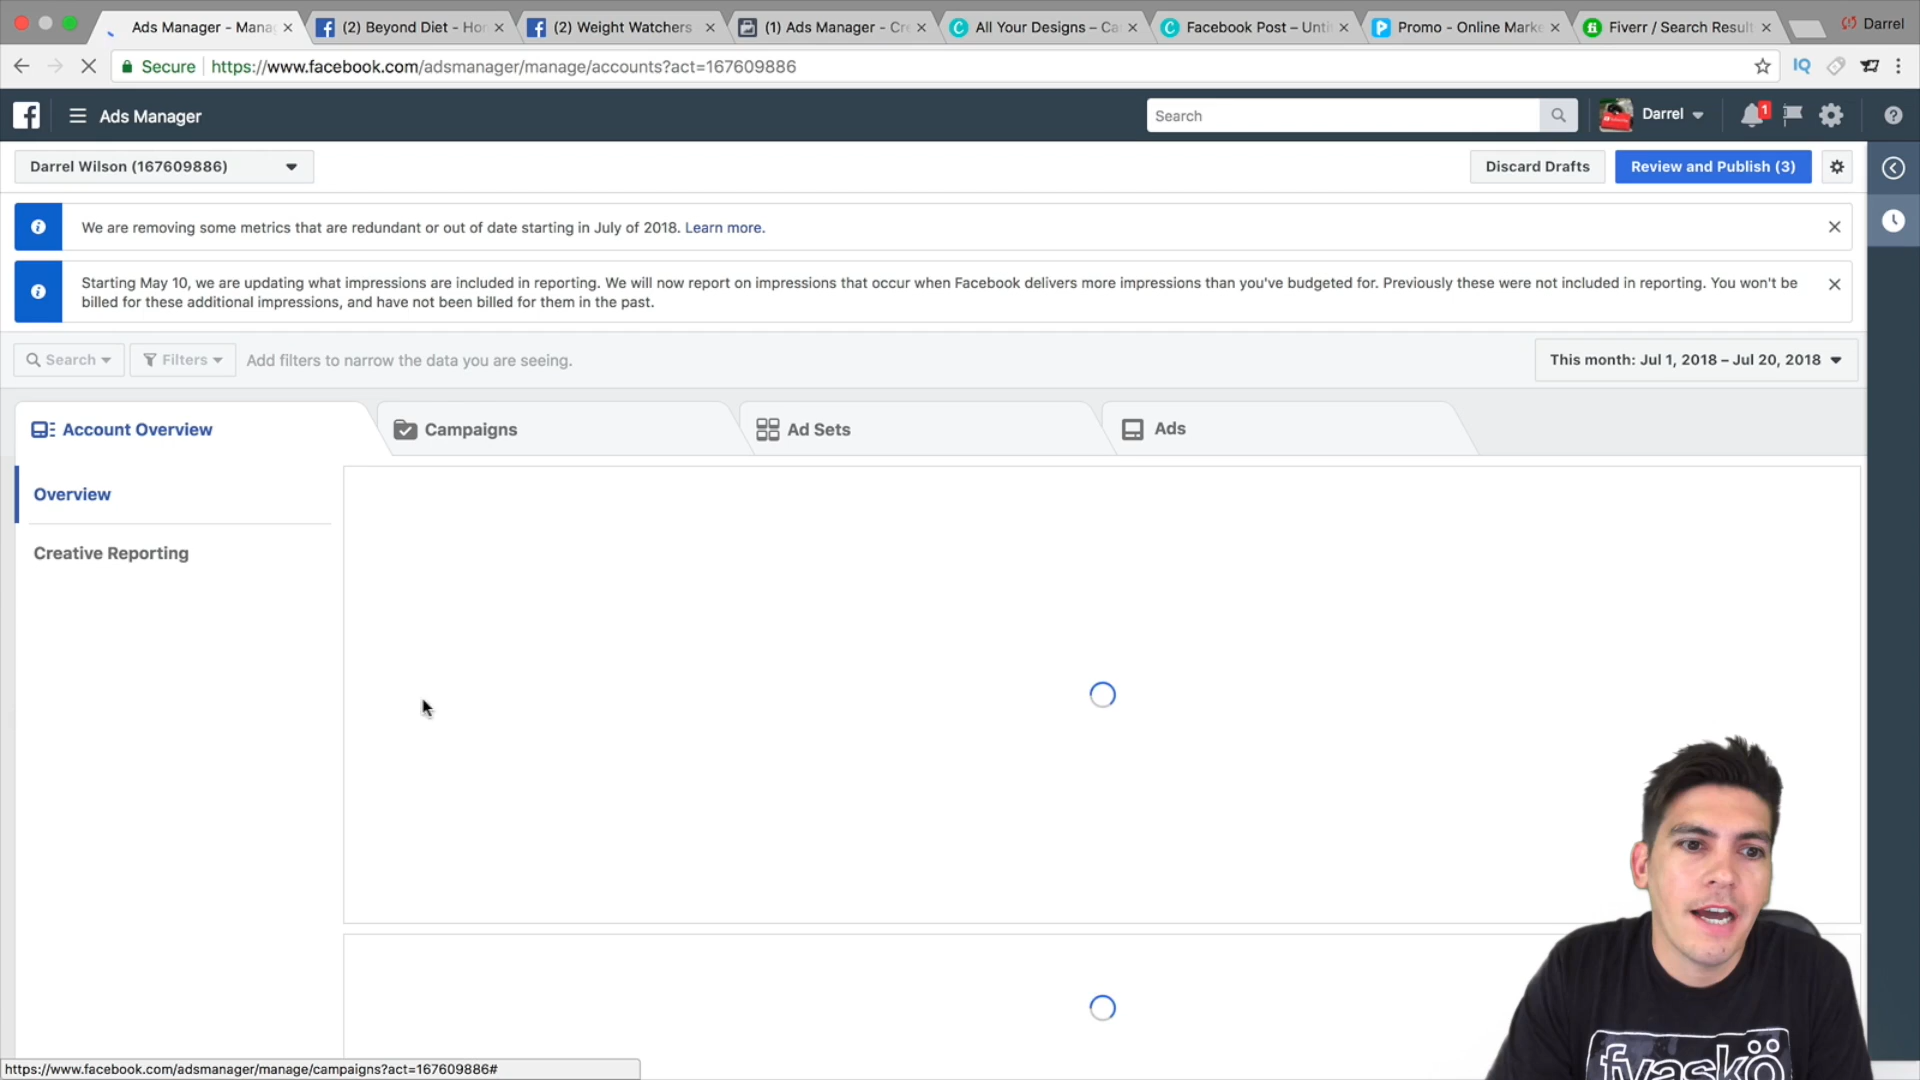 Ads Manager - Mana
(2) Beyond Diet - Hor
(2) Weight Watchers
(1) Ads Manager - Cre
All Your Designs – Ca
Facebook Post – Unti
Promo - Online Marke
Fiverr / Search Result
Darrel
Secure
https://www.facebook.com/adsmanager/manage/accounts?act=167609886
IQ
Ads Manager
Search
Darrel
1
Darrel Wilson (167609886)
Discard Drafts
Review and Publish (3)
We are removing some metrics that are redundant or out of date starting in July of 2018. Learn more.
Starting May 10, we are updating what impressions are included in reporting. We will now report on impressions that occur when Facebook delivers more impressions than you've budgeted for. Previously these were not included in reporting. You won't be
billed for these additional impressions, and have not been billed for them in the past.
Search
Filters
Add filters to narrow the data you are seeing.
This month: Jul 1, 2018 – Jul 20, 2018
Account Overview
Campaigns
Ad Sets
Ads
Overview
Creative Reporting
fvaskö
https://www.facebook.com/adsmanager/manage/campaigns?act=167609886#